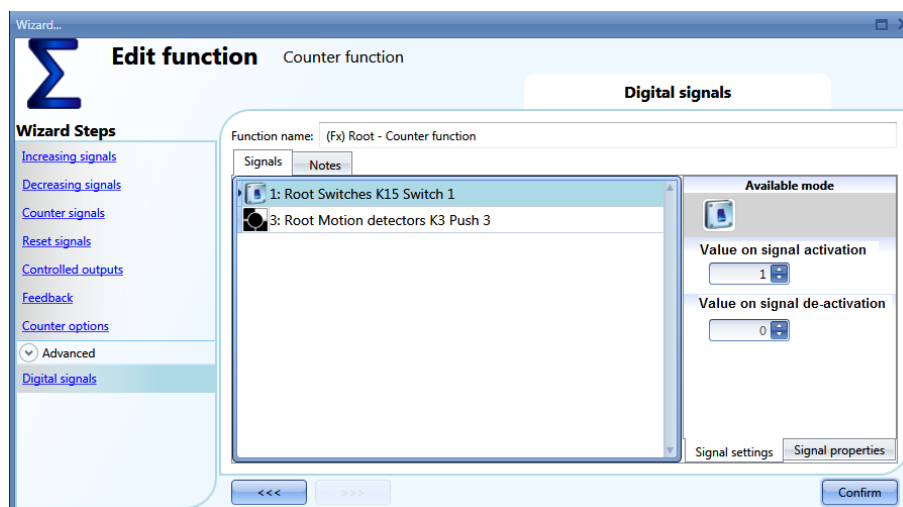 Wizard...
Edit function Counter function
Digital signals
Wizard Steps
Increasing signals
Decreasing signals
Counter signals
Reset signals
Controlled outputs
Feedback
Counter options
Advanced
Digital signals
Function name: (Fx) Root - Counter function
Signals Notes
1: Root Switches K15 Switch 1
3: Root Motion detectors K3 Push 3
Available mode
Value on signal activation
1
Value on signal de-activation
0
Signal settings Signal properties
<<< >>> Confirm